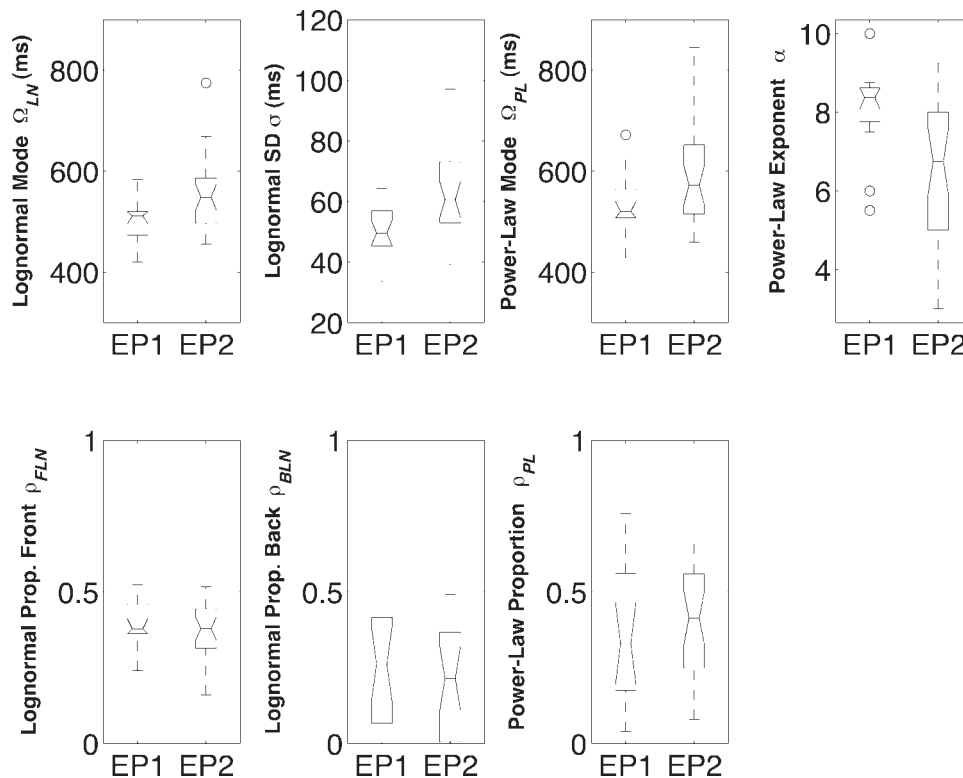 Lognormal Mode Ω_LN (ms)
800
600
400
EP1 EP2
Lognormal SD σ (ms)
120
100
80
60
40
20
EP1 EP2
Power-Law Mode Ω_PL (ms)
800
600
400
EP1 EP2
Power-Law Exponent α
10
8
6
4
EP1 EP2
Lognormal Prop. Front ρ_FLN
1
0.5
0
EP1 EP2
Lognormal Prop. Back ρ_BLN
1
0.5
0
EP1 EP2
Power-Law Proportion ρ_PL
1
0.5
0
EP1 EP2